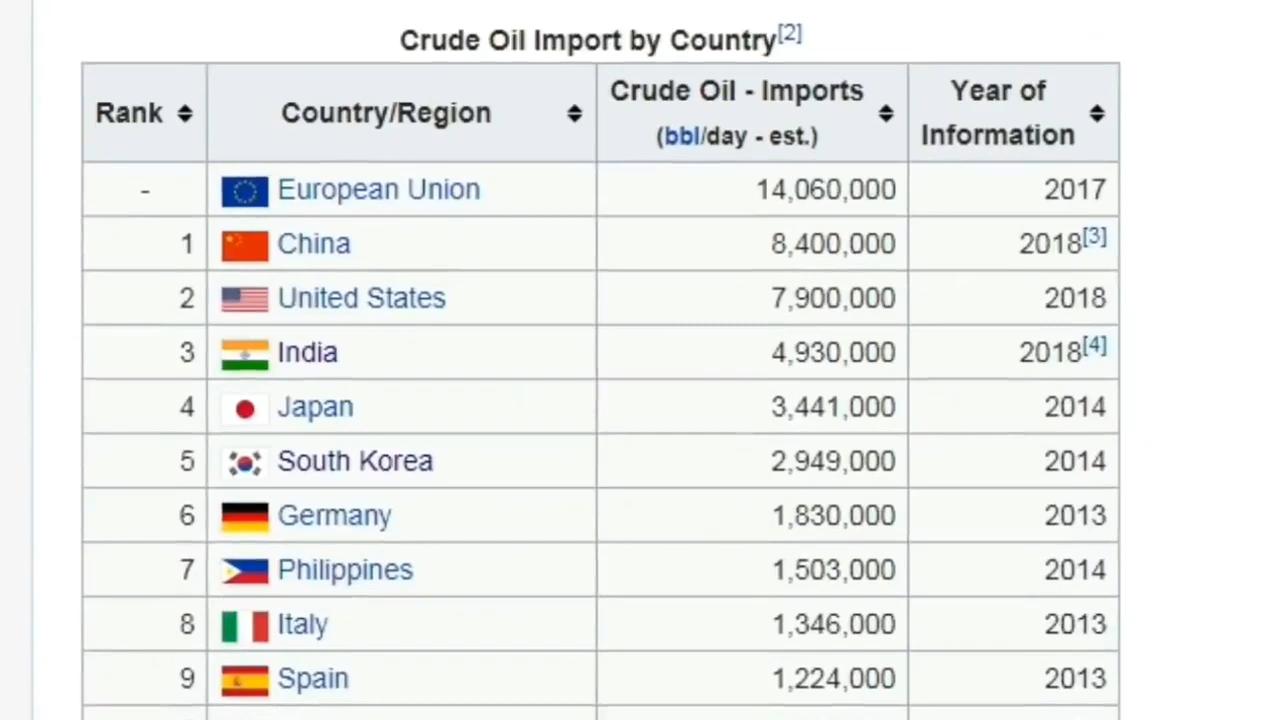 Crude Oil Import by Country[2]
Rank Country/Region Crude Oil - Imports (bbl/day - est.) Year of Information
- European Union 14,060,000 2017
1 China 8,400,000 2018[3]
2 United States 7,900,000 2018
3 India 4,930,000 2018[4]
4 Japan 3,441,000 2014
5 South Korea 2,949,000 2014
6 Germany 1,830,000 2013
7 Philippines 1,503,000 2014
8 Italy 1,346,000 2013
9 Spain 1,224,000 2013